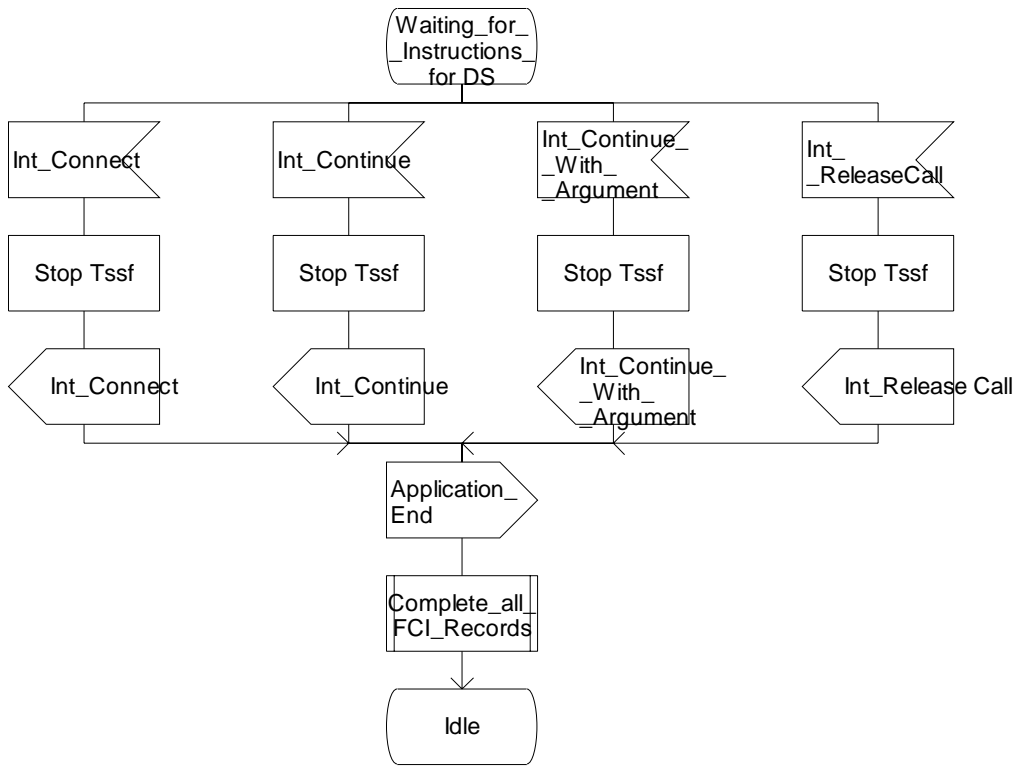 Waiting_for_
_Instructions_
for DS
Int_Connect
Int_Continue
Int_Continue_
_With_
_Argument
Int_
_ReleaseCall
Stop Tssf
Stop Tssf
Stop Tssf
Stop Tssf
Int_Connect
Int_Continue
Int_Continue_
_With_
_Argument
Int_Release Call
Application_
End
Complete_all_
FCI_Records
Idle